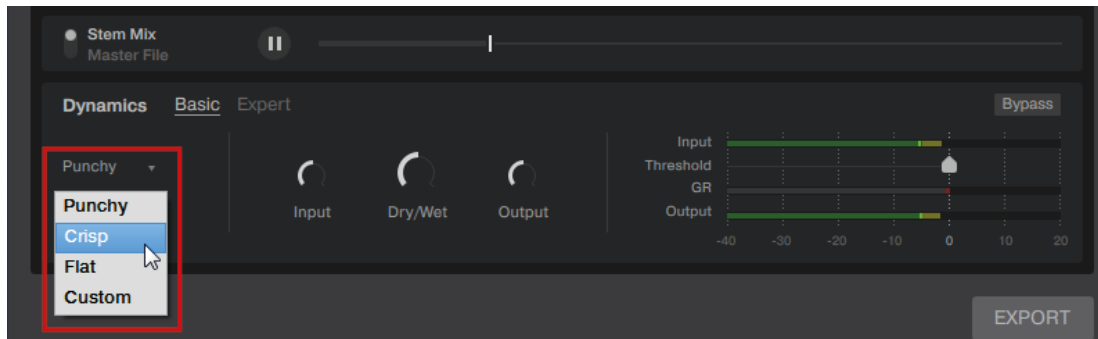 Stem Mix
Master File
Dynamics Basic Expert Bypass
Punchy
Punchy
Crisp
Flat
Custom
Input Dry/Wet Output
Input
Threshold
GR
Output
-40 -30 -20 -10 0 10 20
EXPORT